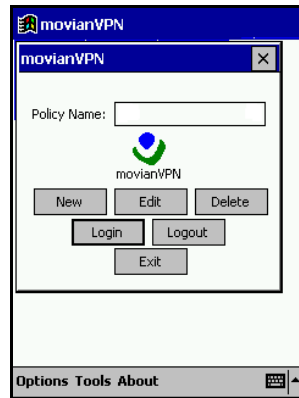 movianVPN
movianVPN
Policy Name:
movianVPN
New Edit Delete
Login Logout
Exit
Options Tools About